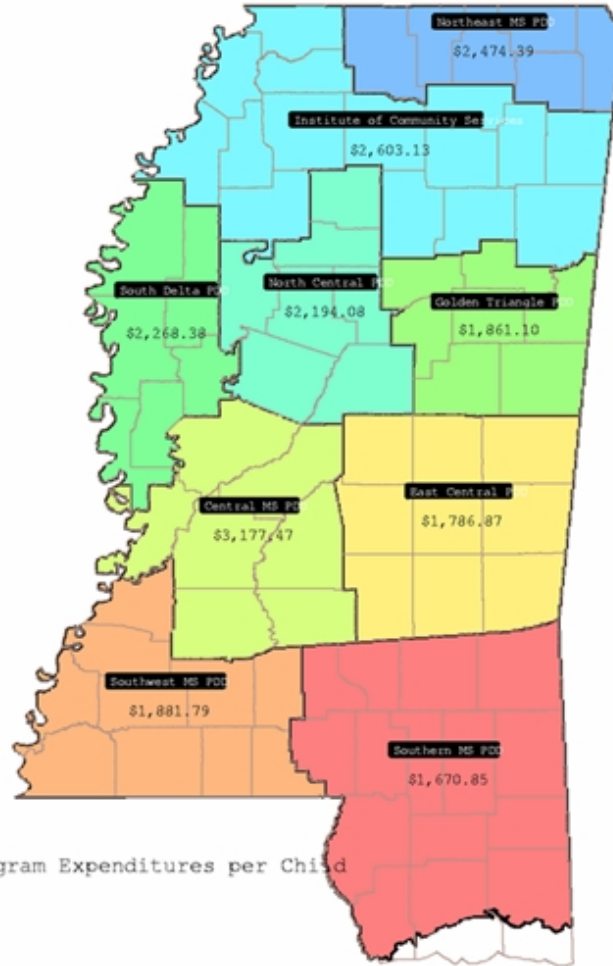 Northeast MS PDD
$2,474.39
Institute of Community Services
$2,603.13
South Delta PDD
$2,268.38
North Central PDD
$2,194.08
Golden Triangle PDD
$1,861.10
Central MS PD
$3,177.47
East Central PDD
$1,786.87
Southwest MS PDD
$1,881.79
Southern MS PDD
$1,670.85
gram Expenditures per Child